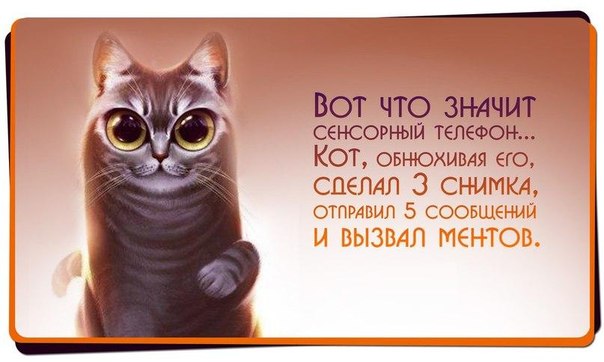 Вот что значит
сенсорный телефон...
Кот, обнюхивая его,
сделал 3 снимка,
отправил 5 сообщений
и вызвал ментов.